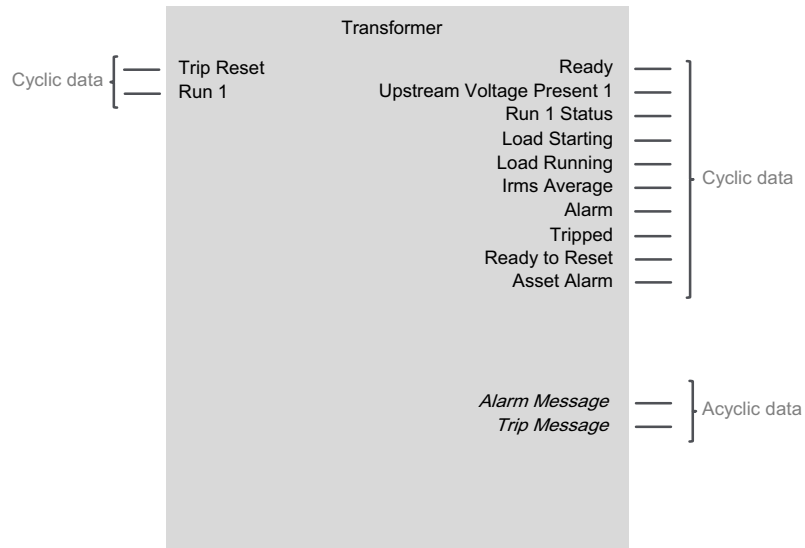 Transformer
Cyclic data
Trip Reset
Run 1
Ready
Upstream Voltage Present 1
Run 1 Status
Load Starting
Load Running
Irms Average
Alarm
Tripped
Ready to Reset
Asset Alarm
Cyclic data
Alarm Message
Trip Message
Acyclic data